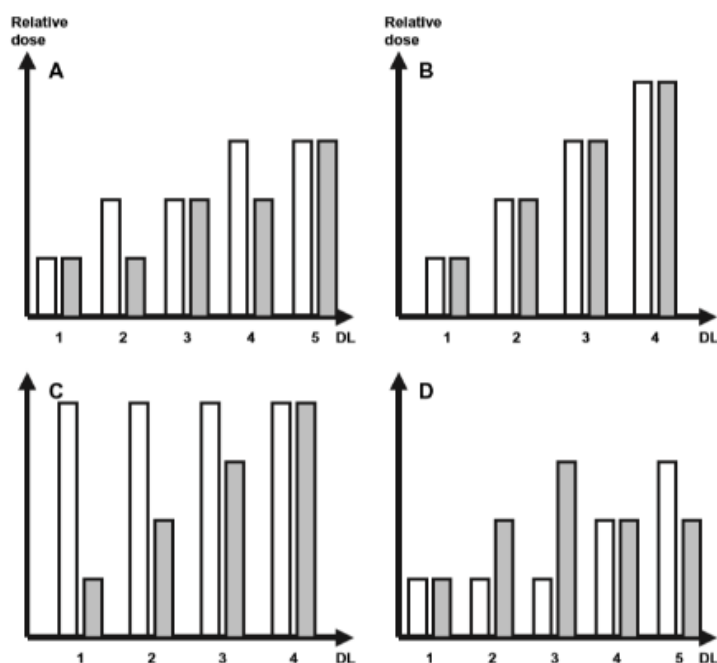 Relative
dose
A
1 2 3 4 5 DL
Relative
dose
B
1 2 3 4 DL
C
1 2 3 4 DL
D
1 2 3 4 5 DL